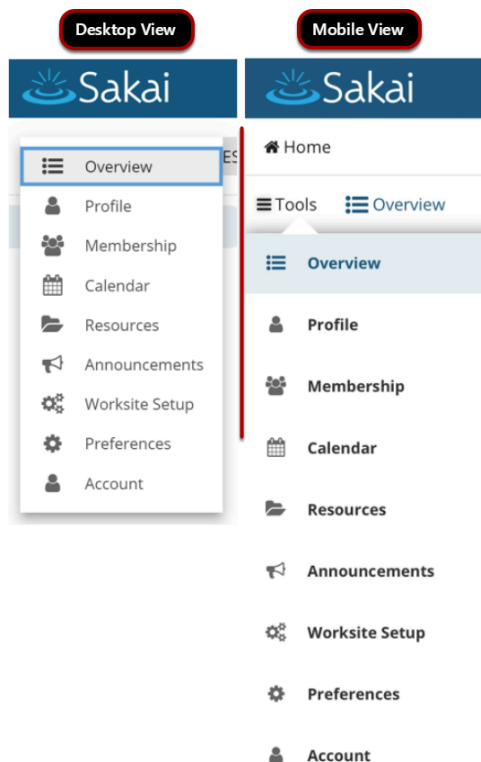 Desktop View
Sakai
ES
Overview
Profile
Membership
Calendar
Resources
Announcements
Worksite Setup
Preferences
Account
Mobile View
Sakai
Home
Tools Overview
Overview
Profile
Membership
Calendar
Resources
Announcements
Worksite Setup
Preferences
Account